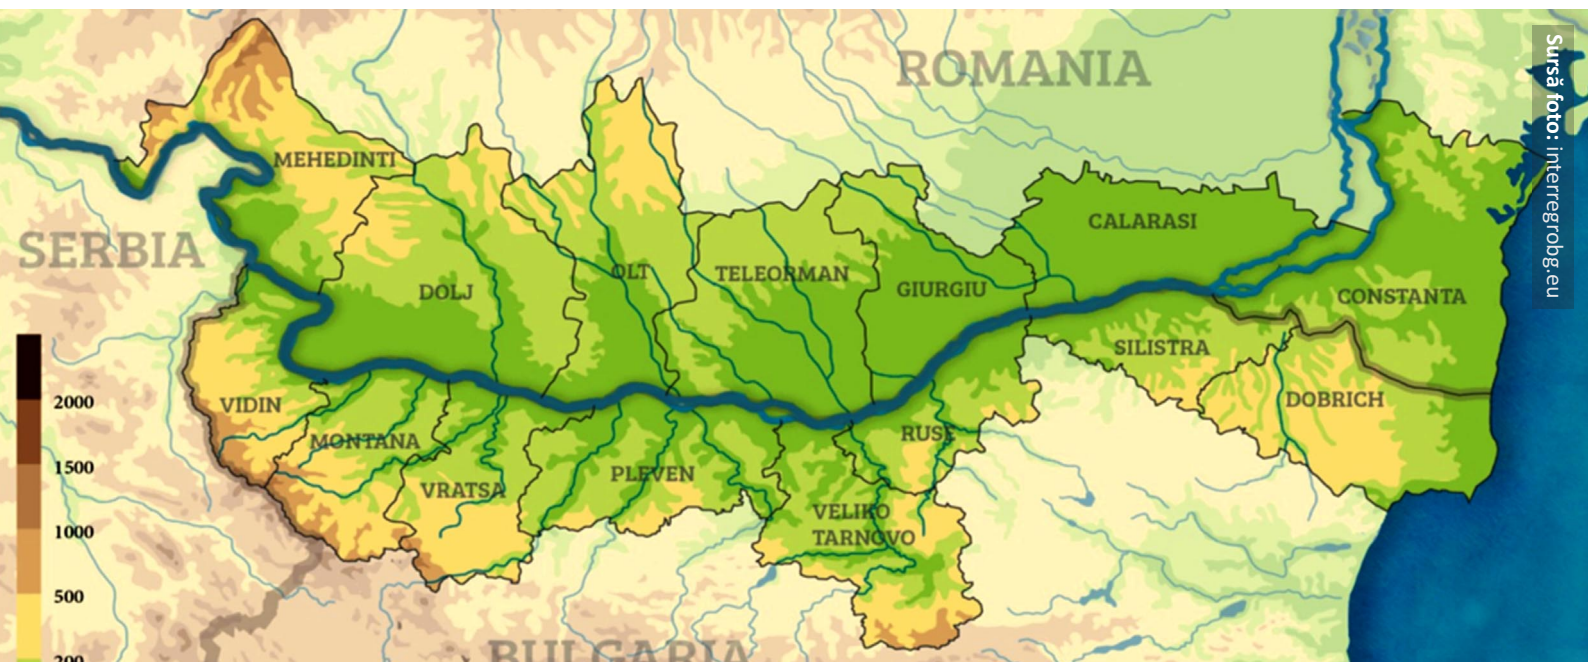 ROMANIA
Sursă foto: interregrobg.eu
MEHEDINTI
CALARASI
SERBIA
OLT
TELEORMAN
DOLJ
GIURGIU
CONSTANTA
SILISTRA
DOBRICH
VIDIN
MONTANA
RUSE
PLEVEN
VRATSA
VELIKO
TARNOVO
2000
1500
1000
500
200
BULGARIA